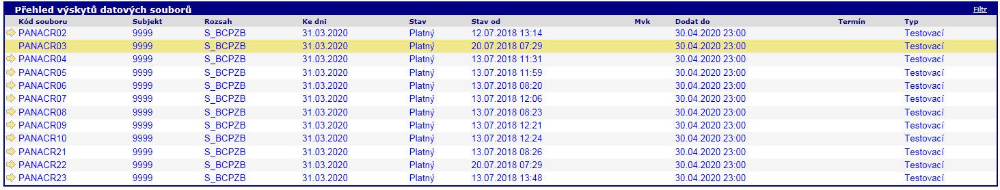 Přehled výskytů datových souborů Filtr
Kód souboru Subjekt Rozsah Ke dni Stav Stav od Mvk Dodat do Termín Typ
PANACR02 9999 S_BCPZB 31.03.2020 Platný 12.07.2018 13:14 30.04.2020 23:00 Testovací
PANACR03 9999 S_BCPZB 31.03.2020 Platný 20.07.2018 07:29 30.04.2020 23:00 Testovací
PANACR04 9999 S_BCPZB 31.03.2020 Platný 13.07.2018 11:31 30.04.2020 23:00 Testovací
PANACR05 9999 S_BCPZB 31.03.2020 Platný 13.07.2018 11:59 30.04.2020 23:00 Testovací
PANACR06 9999 S_BCPZB 31.03.2020 Platný 13.07.2018 08:20 30.04.2020 23:00 Testovací
PANACR07 9999 S_BCPZB 31.03.2020 Platný 13.07.2018 12:06 30.04.2020 23:00 Testovací
PANACR08 9999 S_BCPZB 31.03.2020 Platný 13.07.2018 08:23 30.04.2020 23:00 Testovací
PANACR09 9999 S_BCPZB 31.03.2020 Platný 13.07.2018 12:21 30.04.2020 23:00 Testovací
PANACR10 9999 S_BCPZB 31.03.2020 Platný 13.07.2018 12:24 30.04.2020 23:00 Testovací
PANACR21 9999 S_BCPZB 31.03.2020 Platný 13.07.2018 08:26 30.04.2020 23:00 Testovací
PANACR22 9999 S_BCPZB 31.03.2020 Platný 20.07.2018 07:29 30.04.2020 23:00 Testovací
PANACR23 9999 S_BCPZB 31.03.2020 Platný 13.07.2018 13:48 30.04.2020 23:00 Testovací